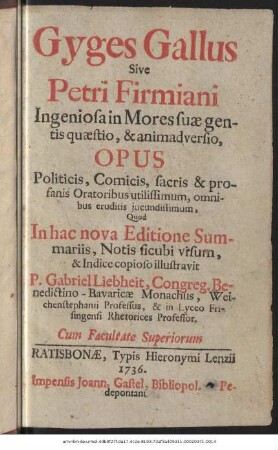 Gyges Gallus
Sive
Petri Firmiani
Ingeniosa in Mores suæ gen-
tis quæstio, & animadversio,
OPUS
Politicis, Comicis, sacris & pro-
fanis Oratoribus utilissimum, omni-
bus eruditis jucundissimum,
Quod
In hac nova Editione Sum-
mariis, Notis sicubi visum,
& Indice copioso illustravit
P. Gabriel Liebheit, Congreg. Be-
nedictino-Bavaricæ Monachus, Wei-
chenstephanii Professus, & in Lyceo Fri-
singensi Rhetorices Professor.
Cum Facultate Superiorum
RATISBONÆ, Typis Hieronymi Lenzii
1736.
Impensis Joann, Gastel, Bibliopol. Pe-
depontani.